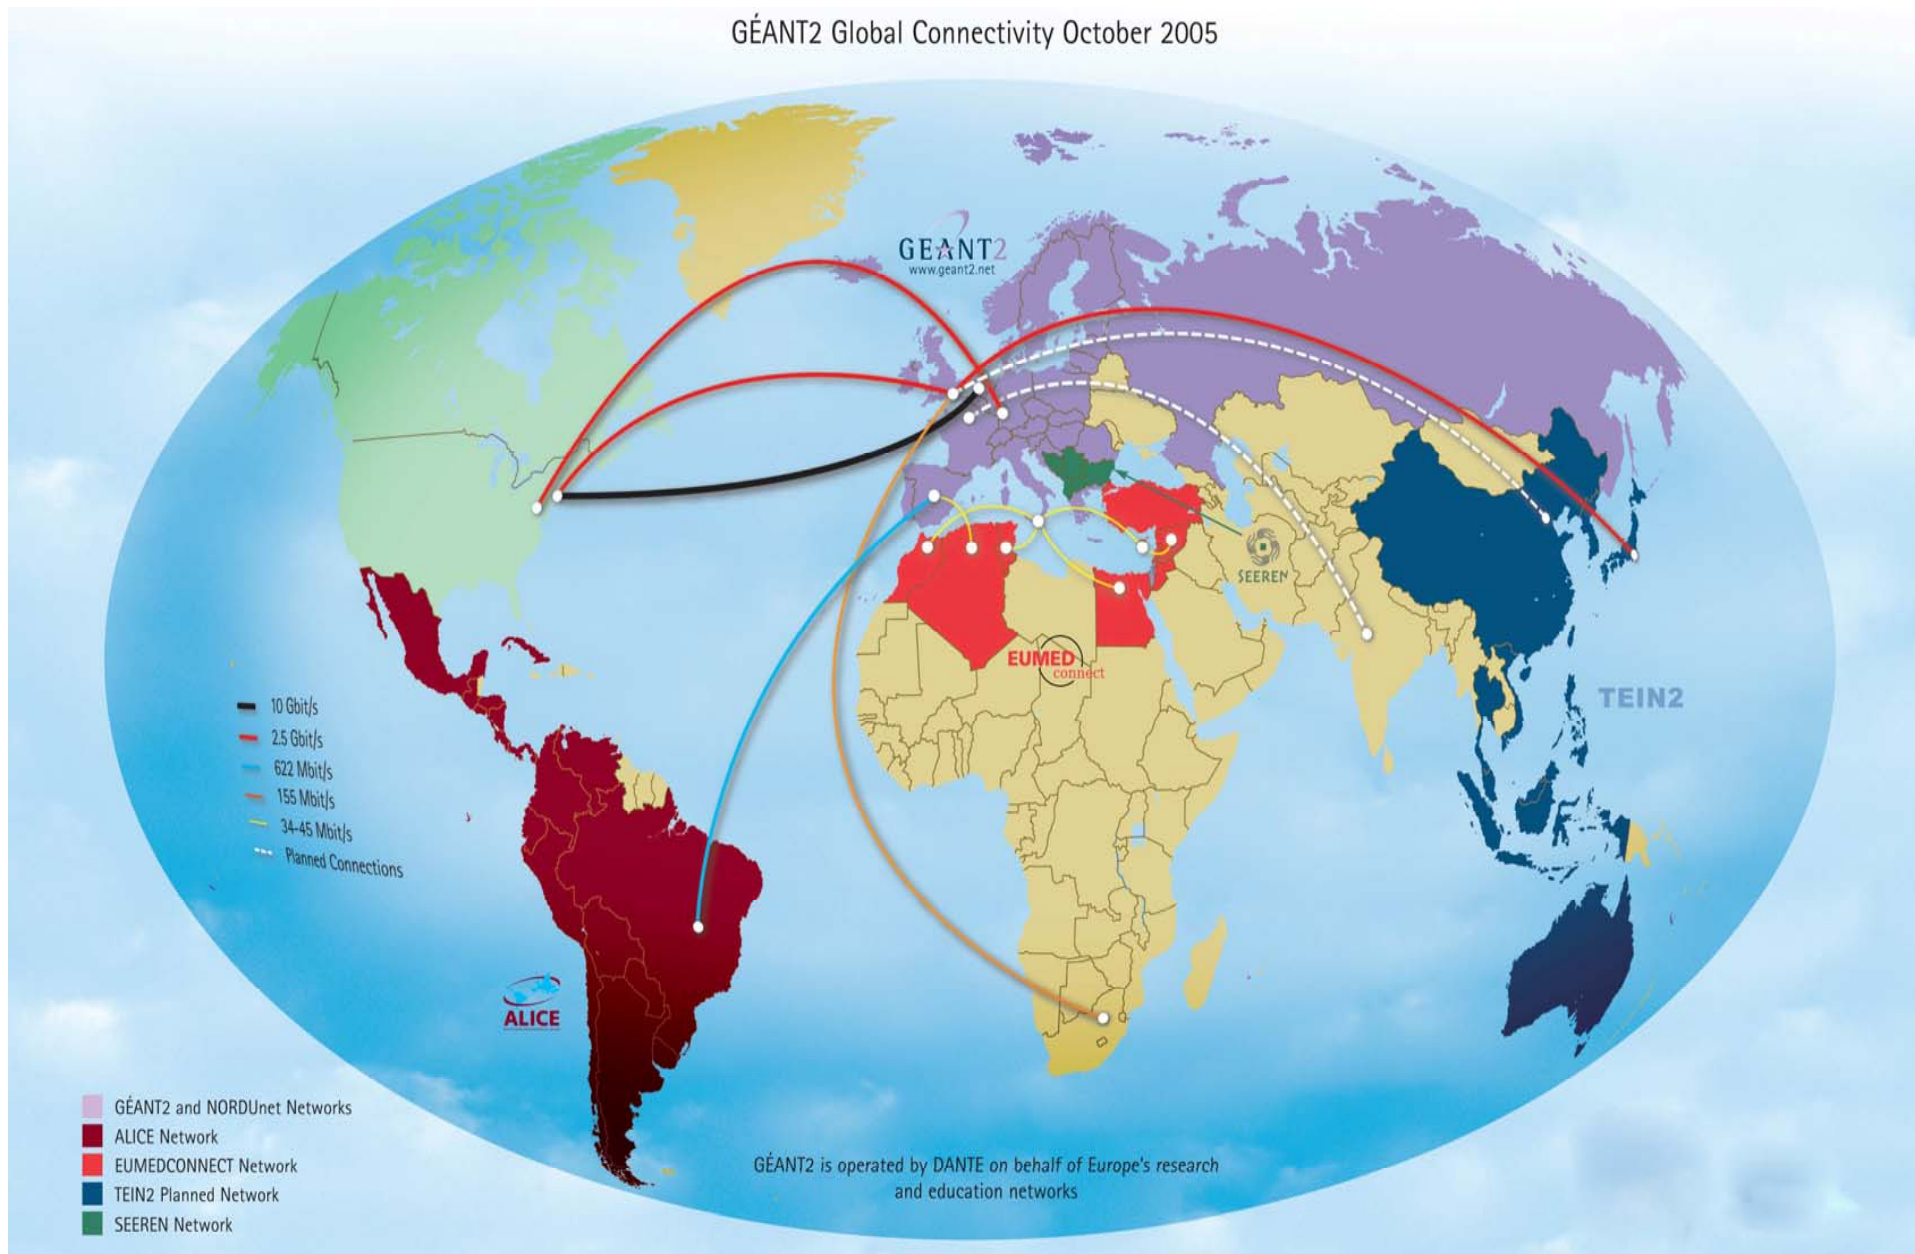 GÉANT2 Global Connectivity October 2005
GEANT2
www.geant2.net
SEEREN
EUMED
connect
TEIN2
10 Gbit/s
2.5 Gbit/s
622 Mbit/s
155 Mbit/s
34-45 Mbit/s
Planned Connections
ALICE
GÉANT2 and NORDUnet Networks
ALICE Network
EUMEDCONNECT Network
TEIN2 Planned Network
SEEREN Network
GÉANT2 is operated by DANTE on behalf of Europe's research
and education networks